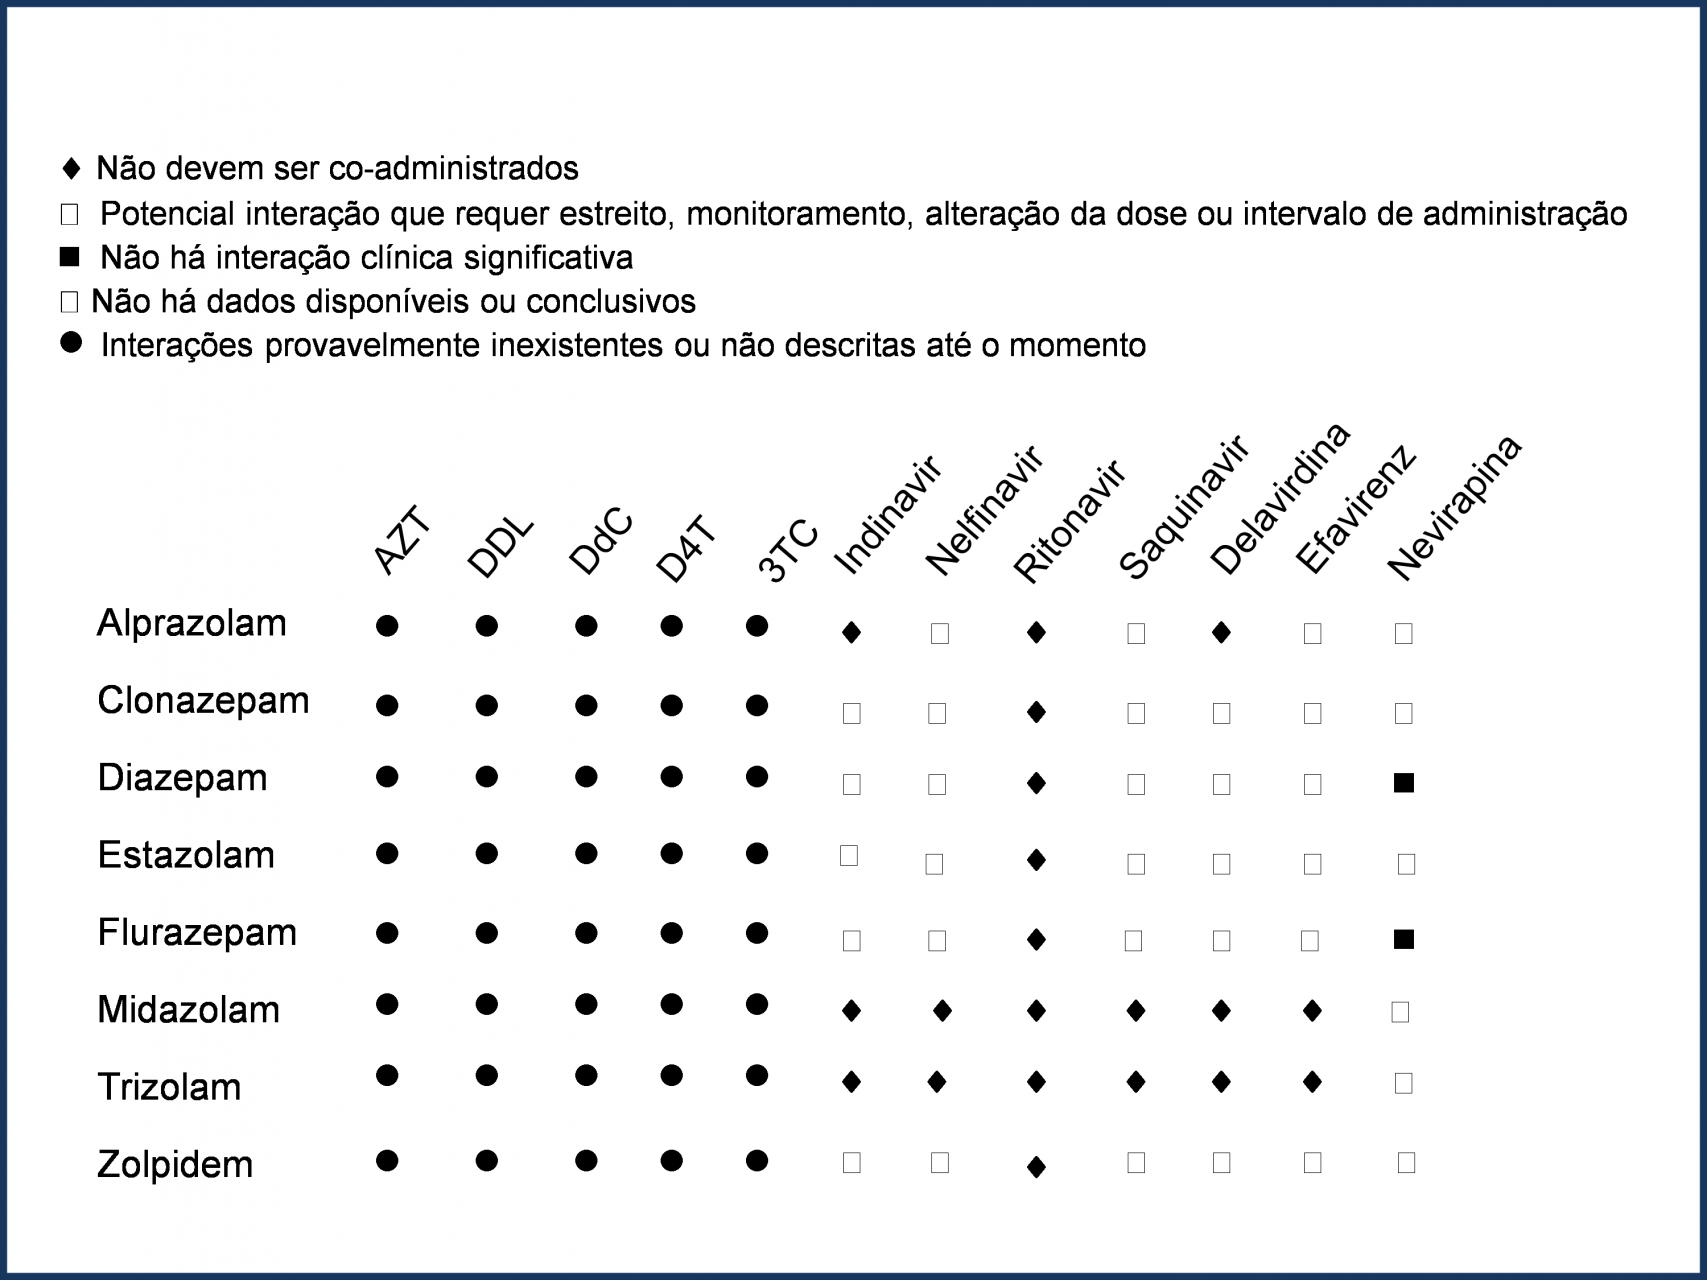 ♦ Não devem ser co-administrados
□ Potencial interação que requer estreito, monitoramento, alteração da dose ou intervalo de administração
■ Não há interação clínica significativa
□ Não há dados disponíveis ou conclusivos
● Interações provavelmente inexistentes ou não descritas até o momento
AZT DDL DdC D4T 3TC Indinavir Nelfinavir Ritonavir Saquinavir Delavirdina Efavirenz Nevirapina
Alprazolam ● ● ● ● ● ♦ □ ♦ □ ♦ □ □
Clonazepam ● ● ● ● ● □ □ ♦ □ □ □ □
Diazepam ● ● ● ● ● □ □ ♦ □ □ □ ■
Estazolam ● ● ● ● ● □ □ ♦ □ □ □ □
Flurazepam ● ● ● ● ● □ □ ♦ □ □ □ ■
Midazolam ● ● ● ● ● ♦ ♦ ♦ ♦ ♦ ♦ □
Trizolam ● ● ● ● ● ♦ ♦ ♦ ♦ ♦ ♦ □
Zolpidem ● ● ● ● ● □ □ ♦ □ □ □ □